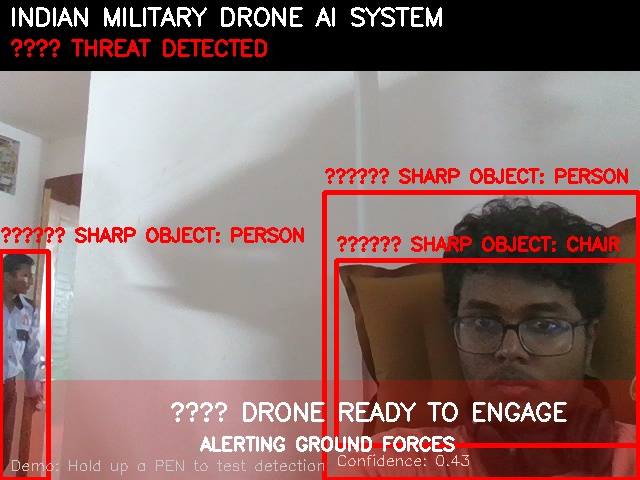 INDIAN MILITARY DRONE AI SYSTEM
???? THREAT DETECTED
?????? SHARP OBJECT: PERSON
?????? SHARP OBJECT: PERSON
?????? SHARP OBJECT: CHAIR
???? DRONE READY TO ENGAGE
ALERTING GROUND FORCES
Demo: Hold up a PEN to test detection
Confidence: 0.43